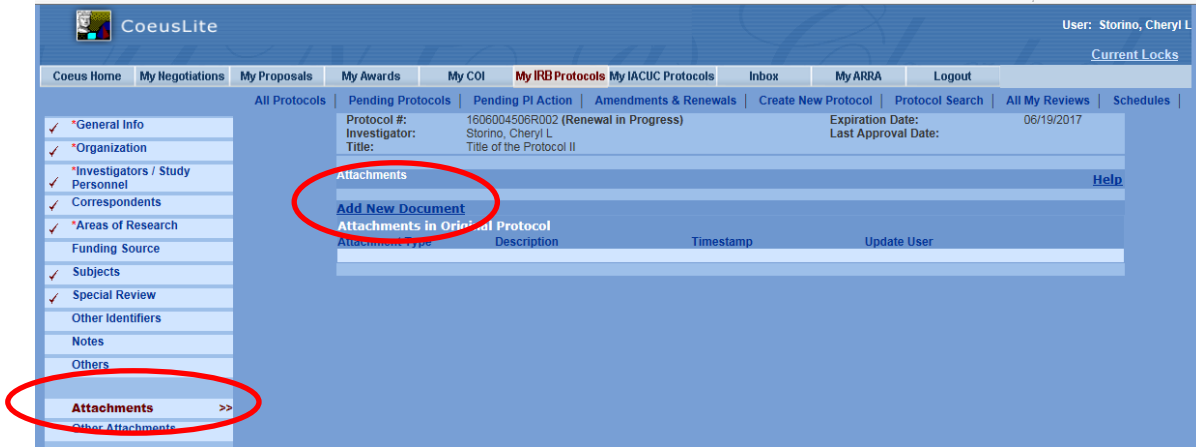 CoeusLite
User: Storino, Cheryl L
Current Locks
Coeus Home My Negotiations My Proposals My Awards My COI My IRB Protocols My IACUC Protocols Inbox My ARRA Logout
All Protocols | Pending Protocols | Pending PI Action | Amendments & Renewals | Create New Protocol | Protocol Search | All My Reviews | Schedules |
*General Info
*Organization
*Investigators / Study
Personnel
Correspondents
*Areas of Research
Funding Source
Subjects
Special Review
Other Identifiers
Notes
Others
Attachments >>
Other Attachments
Protocol #: 1606004506R002 (Renewal in Progress) Expiration Date: 06/19/2017
Investigator: Storino, Cheryl L Last Approval Date:
Title: Title of the Protocol II
Attachments
Help
Add New Document
Attachments in Original Protocol
Attachment Type Description Timestamp Update User